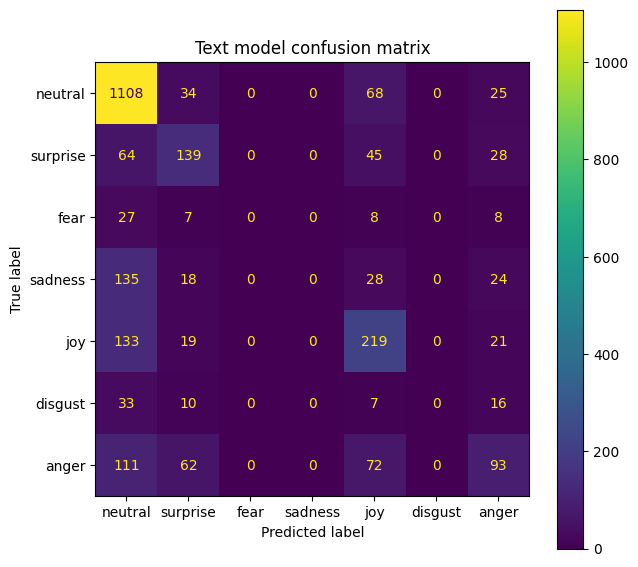 Text model confusion matrix
neutral 1108 34 0 0 68 0 25
surprise 64 139 0 0 45 0 28
fear 27 7 0 0 8 0 8
sadness 135 18 0 0 28 0 24
joy 133 19 0 0 219 0 21
disgust 33 10 0 0 7 0 16
anger 111 62 0 0 72 0 93
neutral surprise fear sadness joy disgust anger
Predicted label
True label
1000
800
600
400
200
0